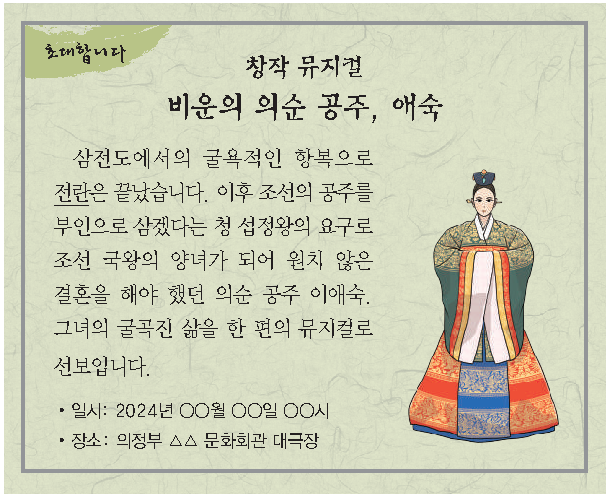 초대합니다
창작 뮤지컬
비운의 의순 공주, 애숙
삼전도에서의 굴욕적인 항복으로
전란은 끝났습니다. 이후 조선의 공주를
부인으로 삼겠다는 청 섭정왕의 요구로
조선 국왕의 양녀가 되어 원치 않은
결혼을 해야 했던 의순 공주 이애숙.
그녀의 굴곡진 삶을 한 편의 뮤지컬로
선보입니다.
• 일시: 2024년 ○○월 ○○일 ○○시
• 장소: 의정부 △△ 문화회관 대극장